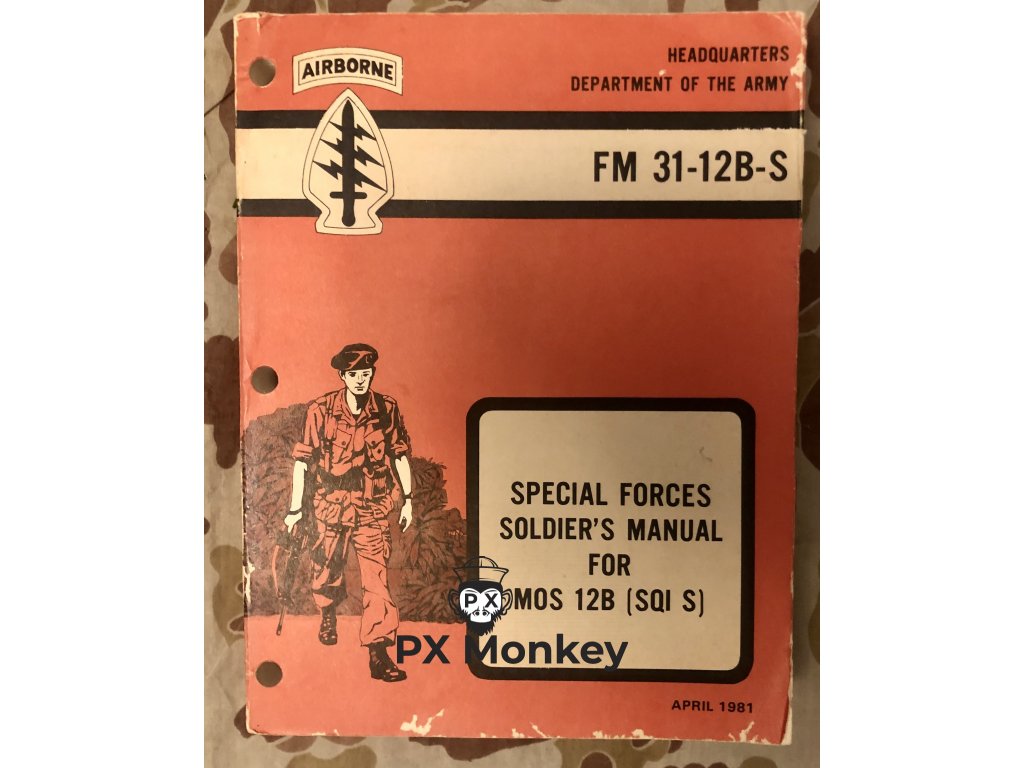 AIRBORNE
HEADQUARTERS
DEPARTMENT OF THE ARMY
FM 31-12B-S
SPECIAL FORCES
SOLDIER'S MANUAL
FOR
MOS 12B (SQI S)
PX
PX Monkey
APRIL 1981